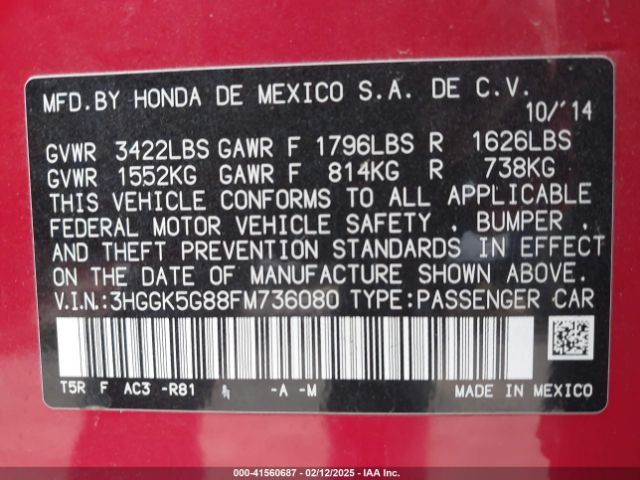 MFD.BY HONDA DE MEXICO S.A. DE C.V.
10/'14
GVWR 3422LBS GAWR F 1796LBS R 1626LBS
GVWR 1552KG GAWR F 814KG R 738KG
THIS VEHICLE CONFORMS TO ALL APPLICABLE
FEDERAL MOTOR VEHICLE SAFETY , BUMPER ,
AND THEFT PREVENTION STANDARDS IN EFFECT
ON THE DATE OF MANUFACTURE SHOWN ABOVE.
V.I.N.:3HGGK5G88FM736080 TYPE:PASSENGER CAR
T5R F AC3 -R81 -A -M
MADE IN MEXICO
000-41560687 - 02/12/2025 - IAA Inc.